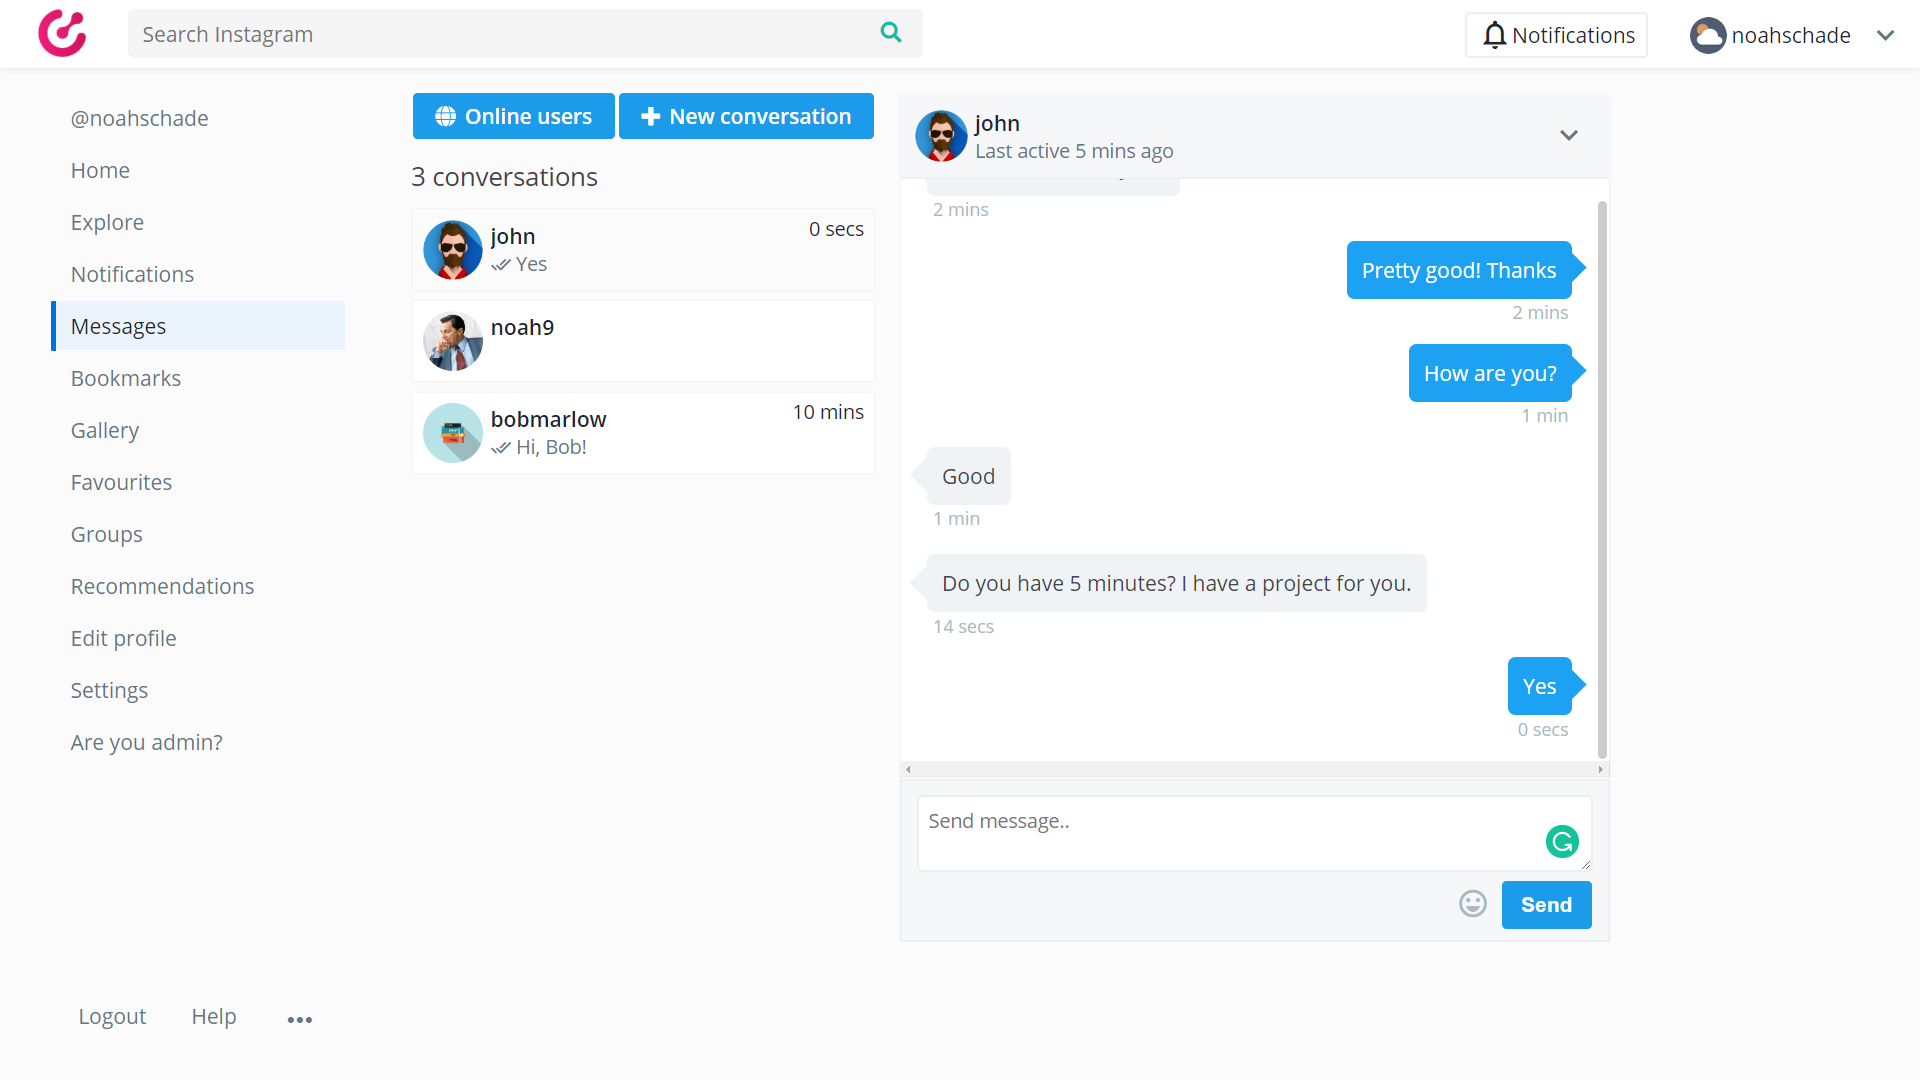 Search Instagram
Notifications
noahschade
@noahschade
Home
Explore
Notifications
Messages
Bookmarks
Gallery
Favourites
Groups
Recommendations
Edit profile
Settings
Are you admin?
Logout
Help
Online users
New conversation
3 conversations
john
0 secs
Yes
noah9
bobmarlow
10 mins
Hi, Bob!
john
Last active 5 mins ago
2 mins
Pretty good! Thanks
2 mins
How are you?
1 min
Good
1 min
Do you have 5 minutes? I have a project for you.
14 secs
Yes
0 secs
Send message..
Send